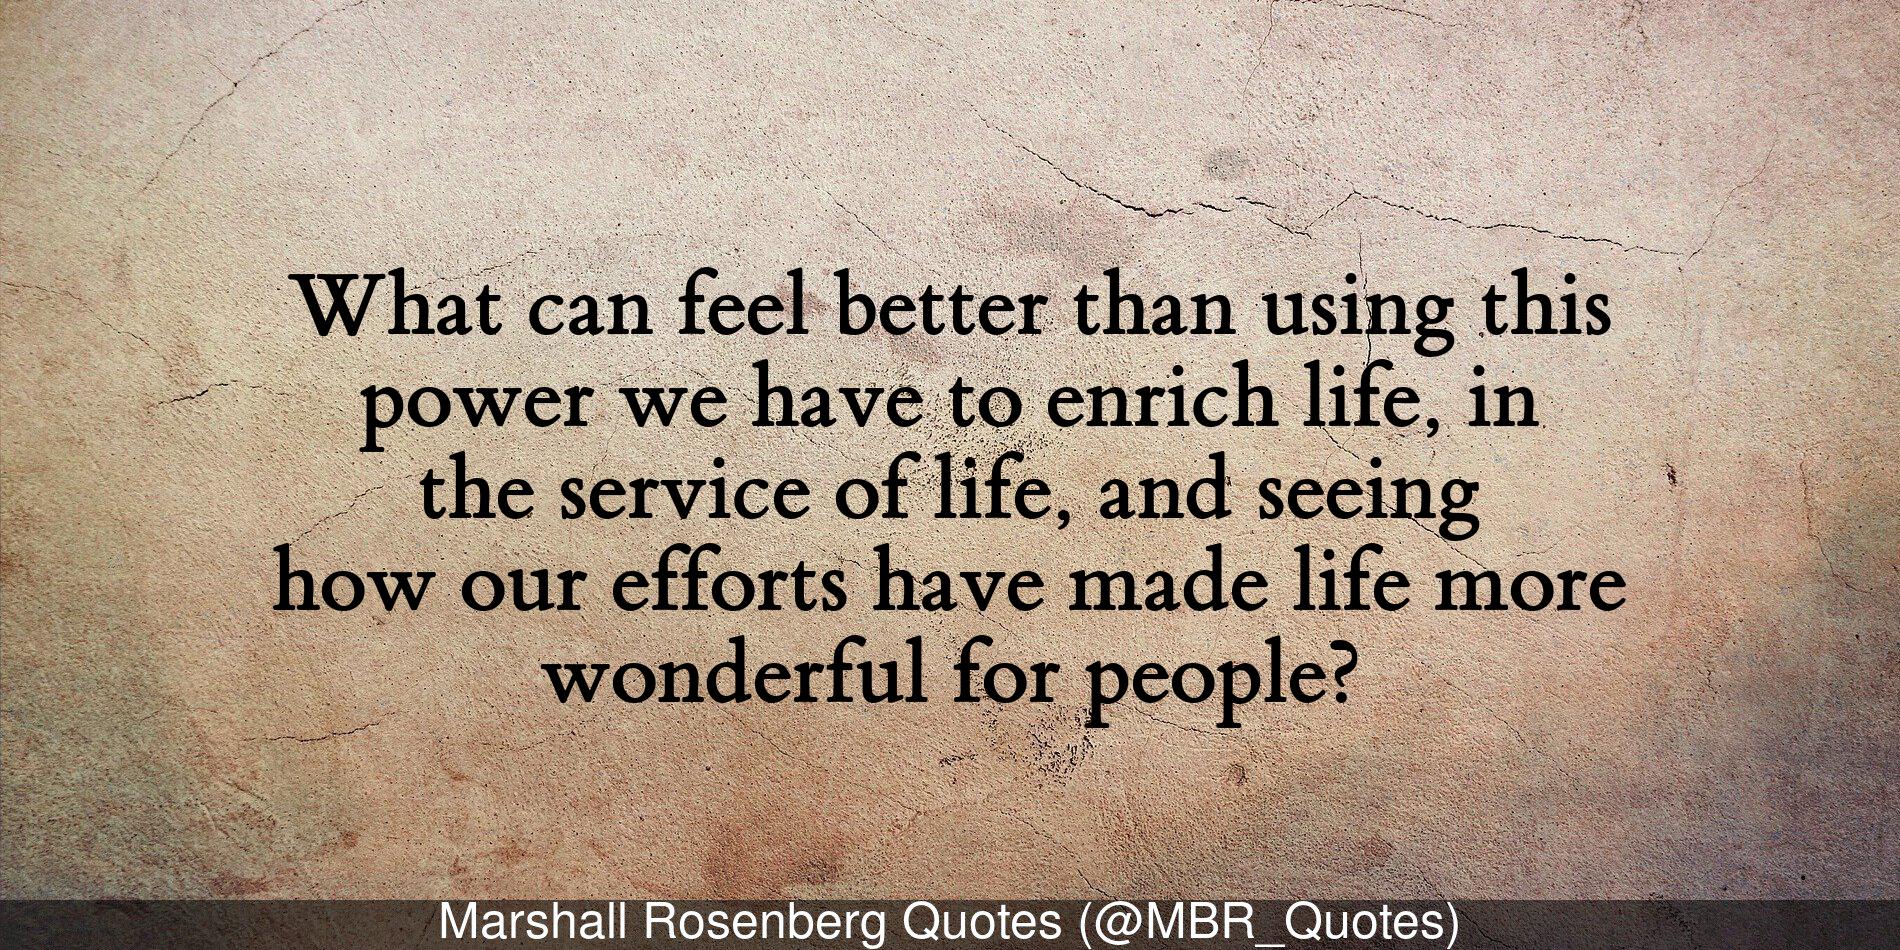 What can feel better than using this
power we have to enrich life, in
the service of life, and seeing
how our efforts have made life more
wonderful for people?
Marshall Rosenberg Quotes (@MBR_Quotes)